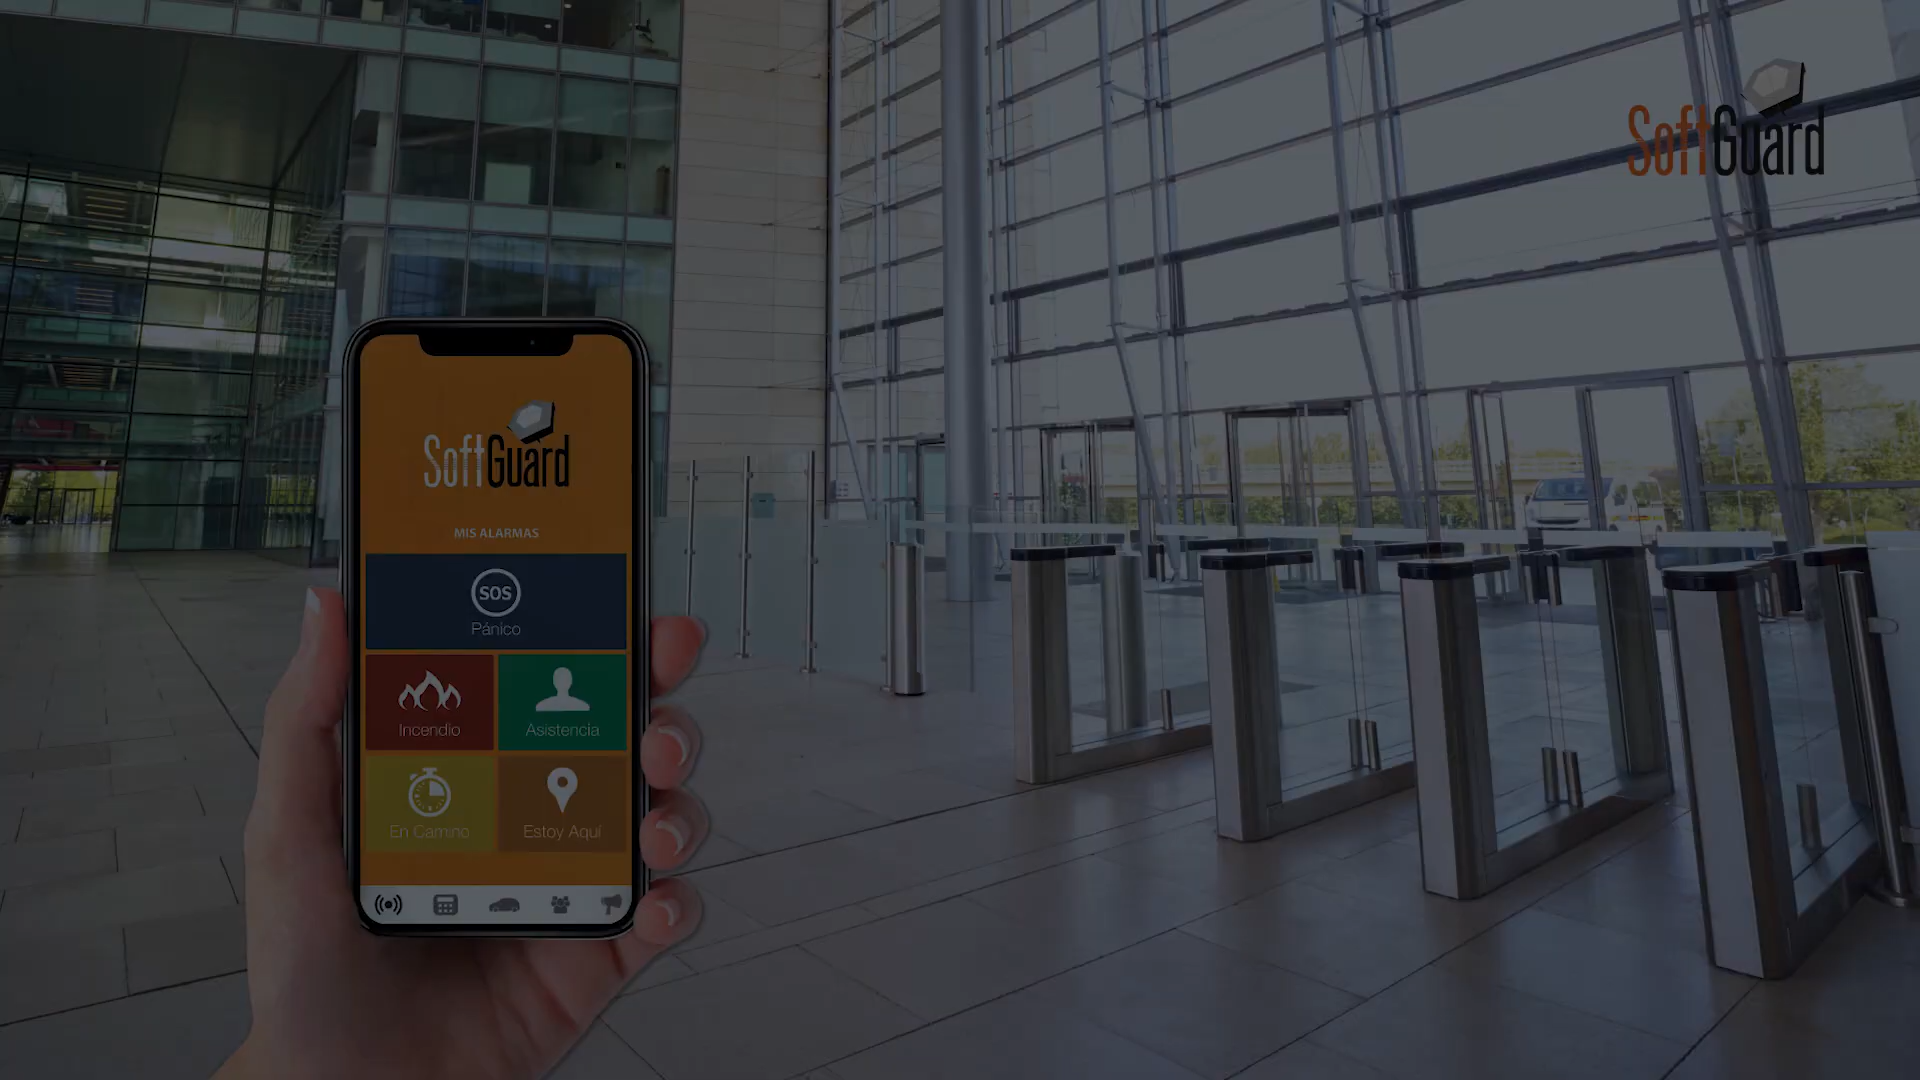 SoftGuard
SoftGuard
MIS ALARMAS
SOS
Pánico
Incendio
Asistencia
En Camino
Estoy Aquí